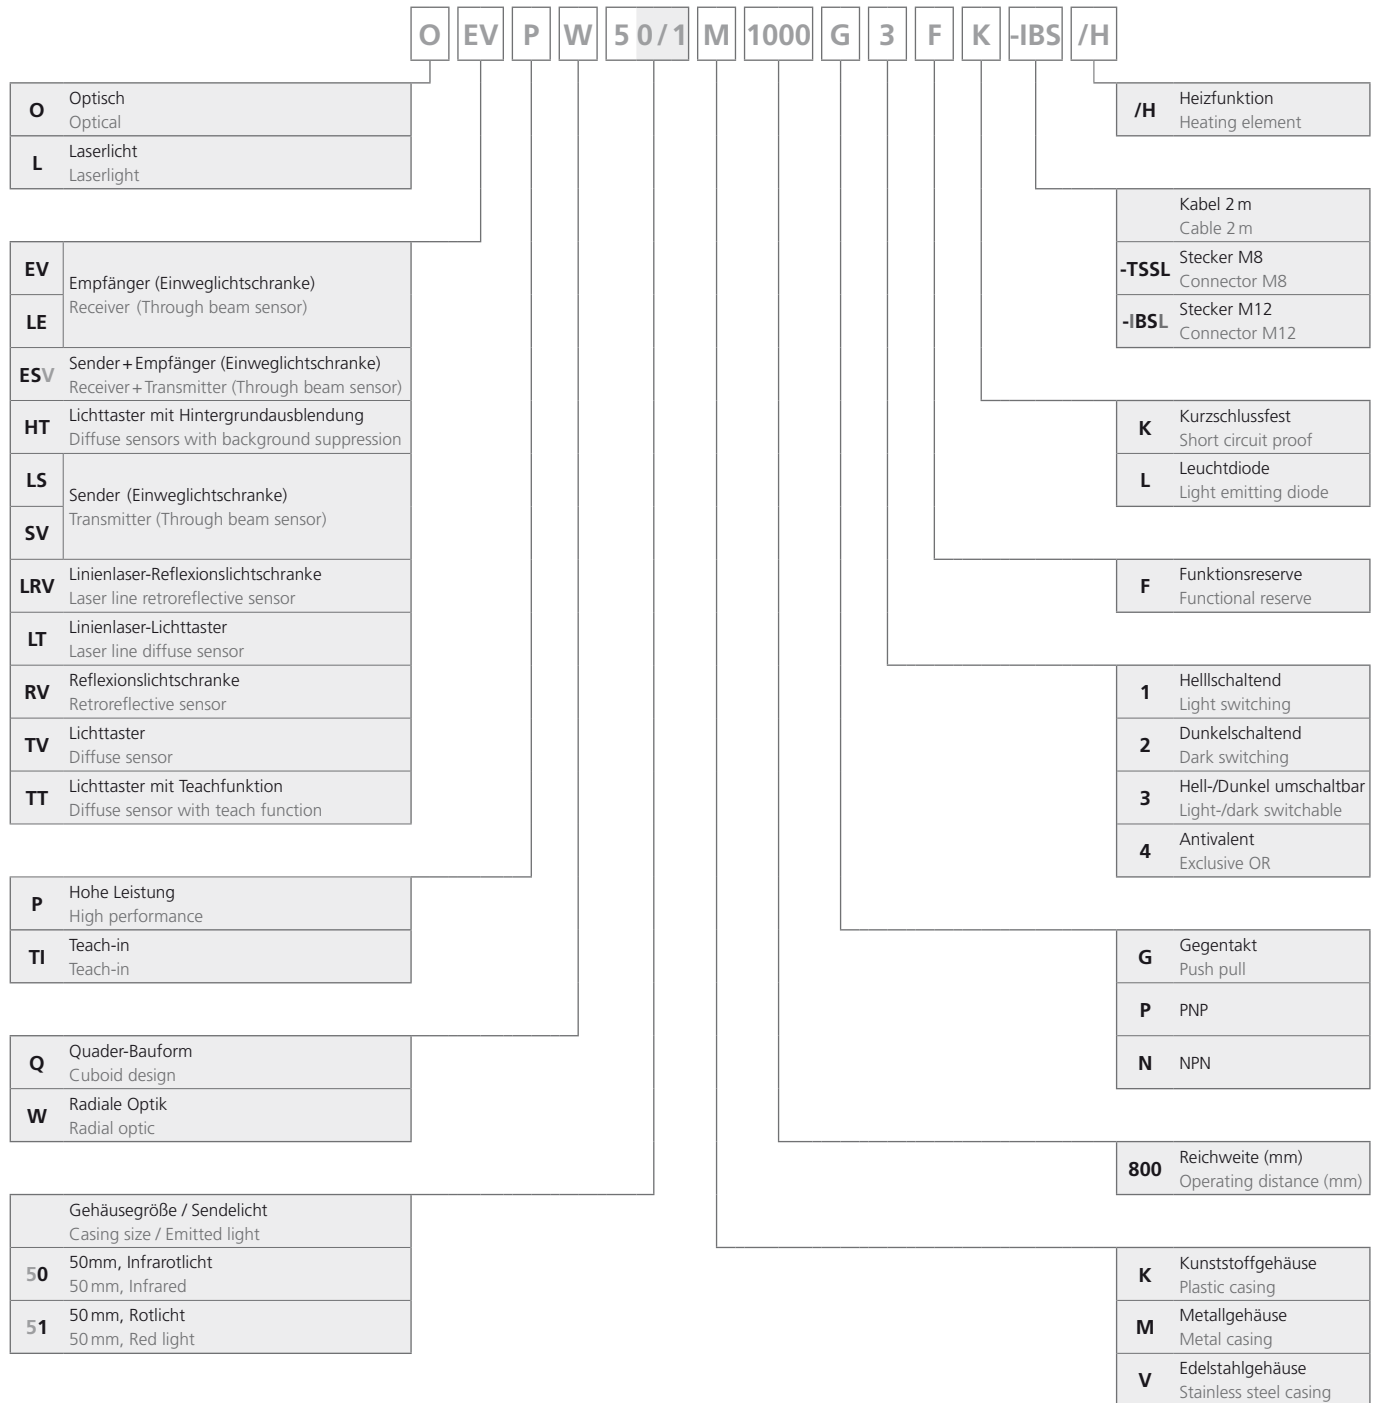 O EV P W 5 0/1 M 1000 G 3 F K -IBS /H
O
Optisch
Optical
L
Laserlicht
Laserlight
EV
LE
Empfänger (Einweglichtschranke)
Receiver (Through beam sensor)
ESV
Sender + Empfänger (Einweglichtschranke)
Receiver + Transmitter (Through beam sensor)
HT
Lichttaster mit Hintergrundausblendung
Diffuse sensors with background suppression
LS
SV
Sender (Einweglichtschranke)
Transmitter (Through beam sensor)
LRV
Linienlaser-Reflexionslichtschranke
Laser line retroreflective sensor
LT
Linienlaser-Lichttaster
Laser line diffuse sensor
RV
Reflexionslichtschranke
Retroreflective sensor
TV
Lichttaster
Diffuse sensor
TT
Lichttaster mit Teachfunktion
Diffuse sensor with teach function
P
Hohe Leistung
High performance
TI
Teach-in
Teach-in
Q
Quader-Bauform
Cuboid design
W
Radiale Optik
Radial optic
Gehäusegröße / Sendelicht
Casing size / Emitted light
50
50mm, Infrarotlicht
50 mm, Infrared
51
50 mm, Rotlicht
50 mm, Red light
/H
Heizfunktion
Heating element
Kabel 2 m
Cable 2 m
-TSSL
Stecker M8
Connector M8
-IBSL
Stecker M12
Connector M12
K
Kurzschlussfest
Short circuit proof
L
Leuchtdiode
Light emitting diode
F
Funktionsreserve
Functional reserve
1
Helllschaltend
Light switching
2
Dunkelschaltend
Dark switching
3
Hell-/Dunkel umschaltbar
Light-/dark switchable
4
Antivalent
Exclusive OR
G
Gegentakt
Push pull
P
PNP
N
NPN
800
Reichweite (mm)
Operating distance (mm)
K
Kunststoffgehäuse
Plastic casing
M
Metallgehäuse
Metal casing
V
Edelstahlgehäuse
Stainless steel casing